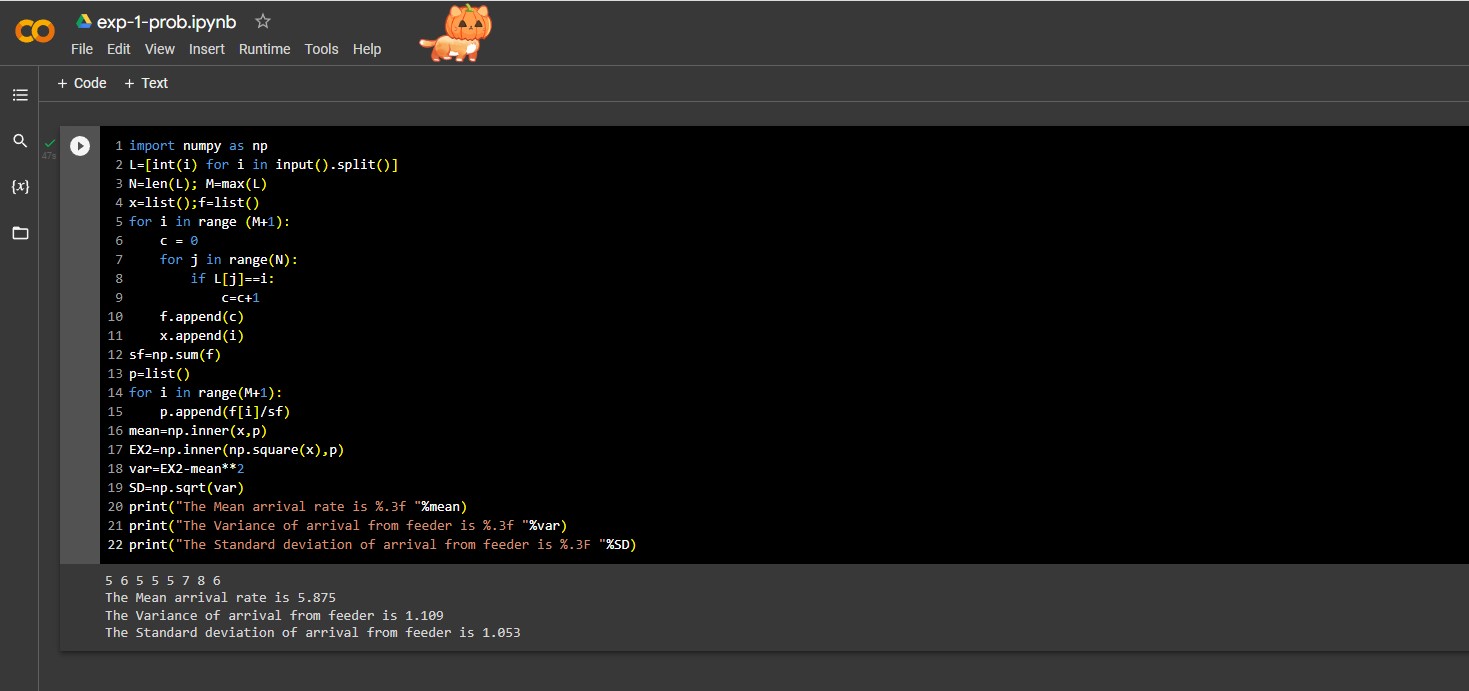 exp-1-prob.ipynb
File Edit View Insert Runtime Tools Help
+ Code + Text
{x}
47s
1 import numpy as np
2 L=[int(i) for i in input().split()]
3 N=len(L); M=max(L)
4 x=list();f=list()
5 for i in range (M+1):
6     c = 0
7     for j in range(N):
8         if L[j]==i:
9             c=c+1
10     f.append(c)
11     x.append(i)
12 sf=np.sum(f)
13 p=list()
14 for i in range(M+1):
15     p.append(f[i]/sf)
16 mean=np.inner(x,p)
17 EX2=np.inner(np.square(x),p)
18 var=EX2-mean**2
19 SD=np.sqrt(var)
20 print("The Mean arrival rate is %.3f "%mean)
21 print("The Variance of arrival from feeder is %.3f "%var)
22 print("The Standard deviation of arrival from feeder is %.3F "%SD)
5 6 5 5 5 7 8 6
The Mean arrival rate is 5.875
The Variance of arrival from feeder is 1.109
The Standard deviation of arrival from feeder is 1.053